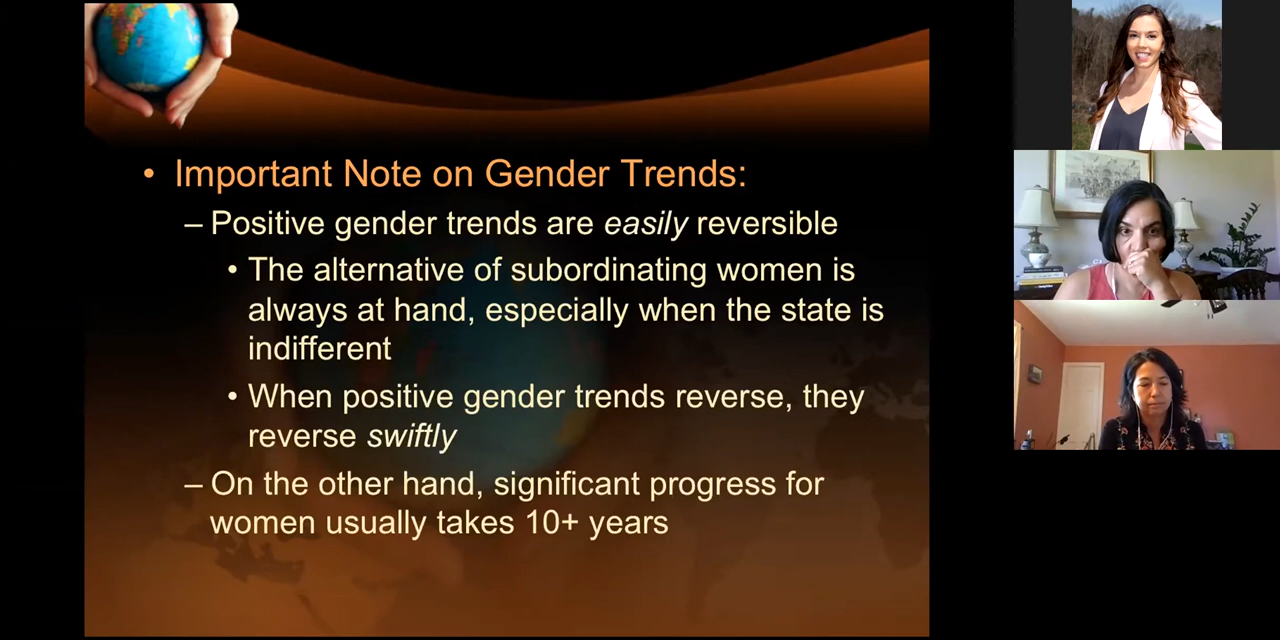 • Important Note on Gender Trends:
– Positive gender trends are easily reversible
• The alternative of subordinating women is
always at hand, especially when the state is
indifferent
• When positive gender trends reverse, they
reverse swiftly
– On the other hand, significant progress for
women usually takes 10+ years